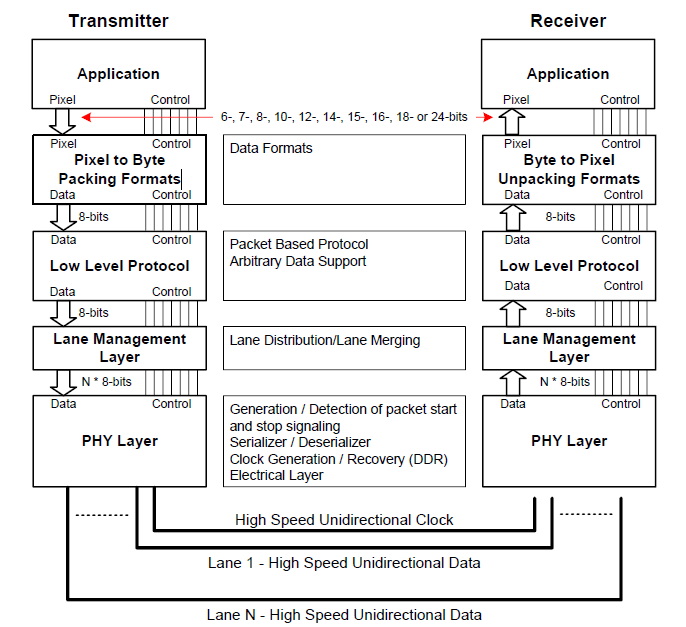 Transmitter
Receiver
Application
Pixel Control
Application
Pixel Control
6-, 7-, 8-, 10-, 12-, 14-, 15-, 16-, 18- or 24-bits
Pixel Control
Pixel to Byte
Packing Formats
Data Control
Data Formats
Pixel Control
Byte to Pixel
Unpacking Formats
Data Control
8-bits
8-bits
Data Control
Low Level Protocol
Data Control
Packet Based Protocol
Arbitrary Data Support
Data Control
Low Level Protocol
Data Control
8-bits
8-bits
Lane Management
Layer
Lane Distribution/Lane Merging
Lane Management
Layer
N * 8-bits
N * 8-bits
Data Control
PHY Layer
Generation / Detection of packet start
and stop signaling
Serializer / Deserializer
Clock Generation / Recovery (DDR)
Electrical Layer
Data Control
PHY Layer
High Speed Unidirectional Clock
Lane 1 - High Speed Unidirectional Data
Lane N - High Speed Unidirectional Data